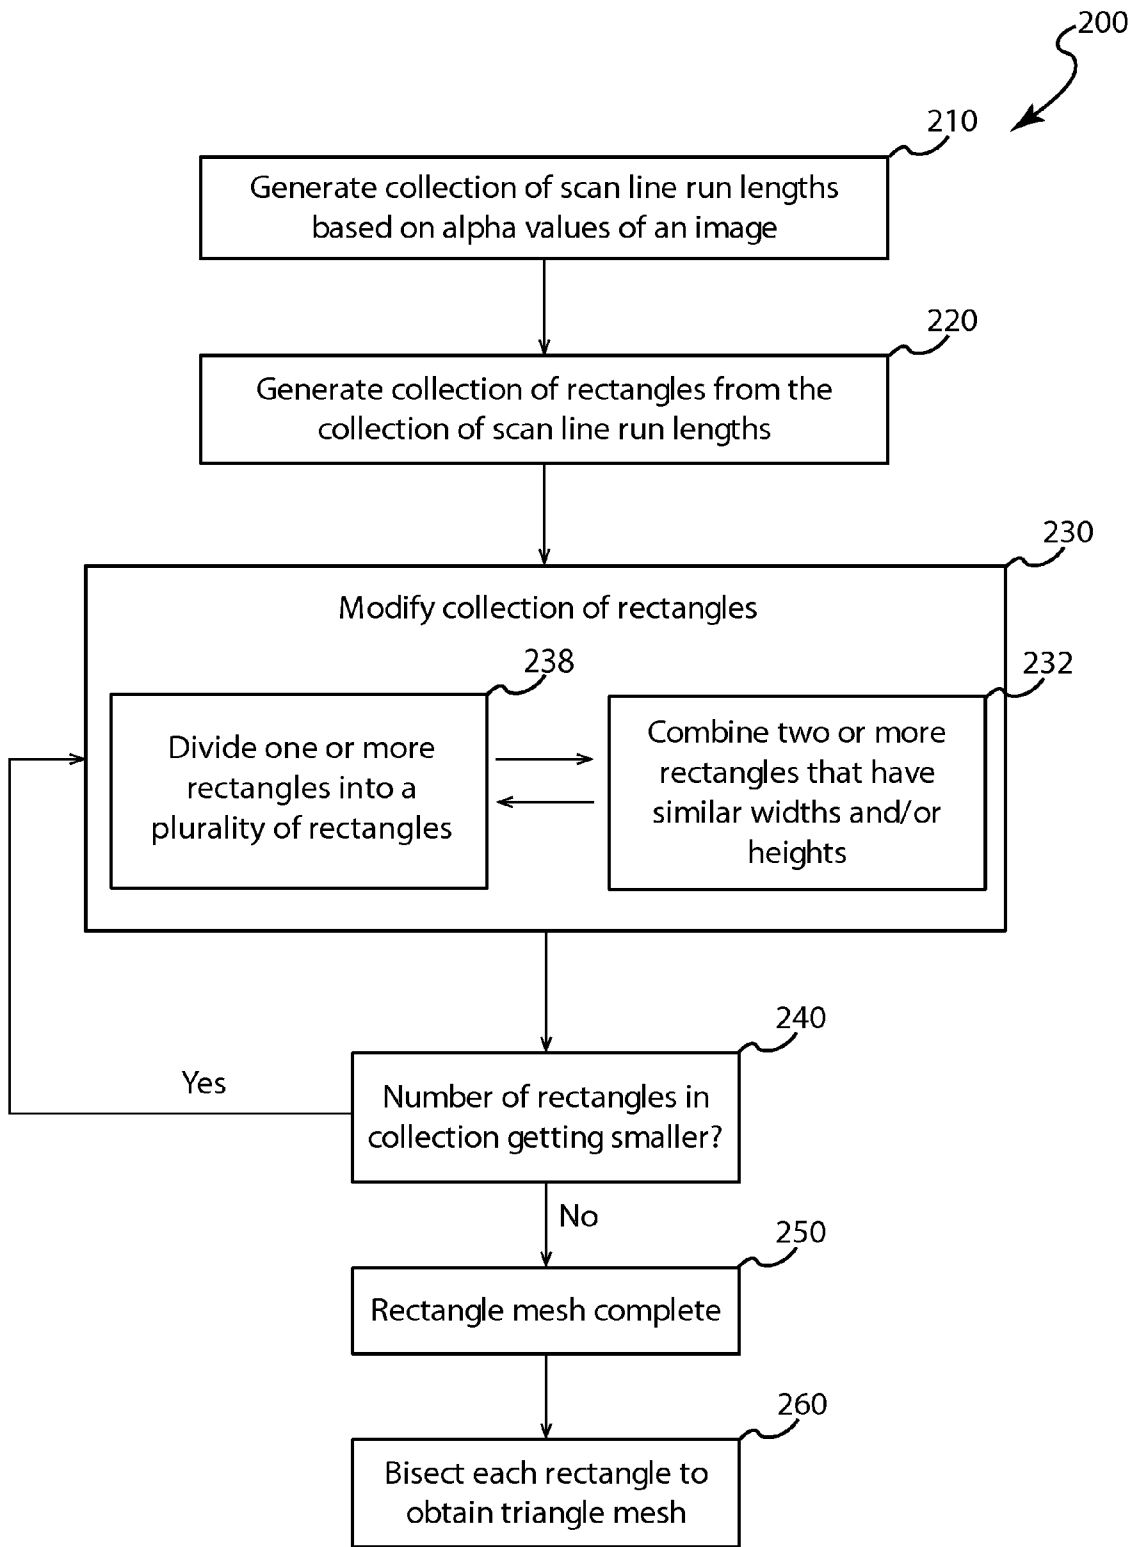 200
210
Generate collection of scan line run lengths
based on alpha values of an image
220
Generate collection of rectangles from the
collection of scan line run lengths
230
Modify collection of rectangles
238
Divide one or more
rectangles into a
plurality of rectangles
232
Combine two or more
rectangles that have
similar widths and/or
heights
240
Yes
Number of rectangles in
collection getting smaller?
No
250
Rectangle mesh complete
260
Bisect each rectangle to
obtain triangle mesh